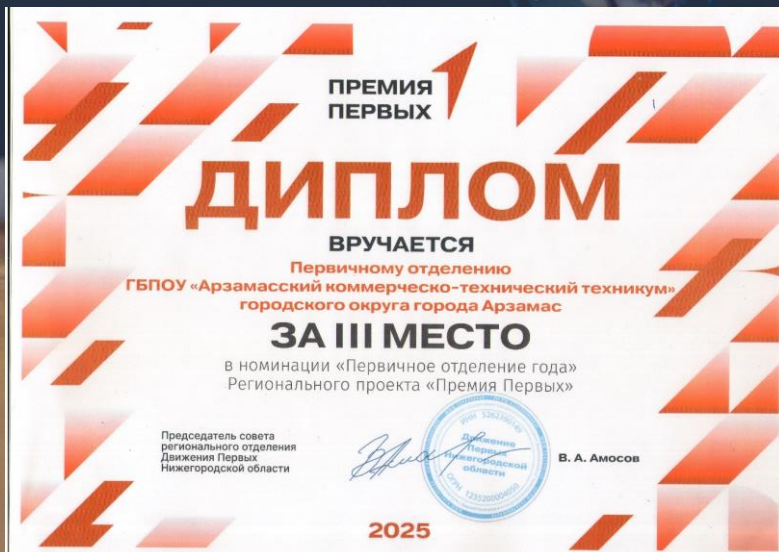 ПРЕМИЯ
ПЕРВЫХ
ДИПЛОМ
ВРУЧАЕТСЯ
Первичному отделению
ГБПОУ «Арзамасский коммерческо-технический техникум»
городского округа города Арзамас
ЗА III МЕСТО
в номинации «Первичное отделение года»
Регионального проекта «Премия Первых»
Председатель совета
регионального отделения
Движения Первых
Нижегородской области
Движение
Первых
Нижегородской
области
В. А. Амосов
2025